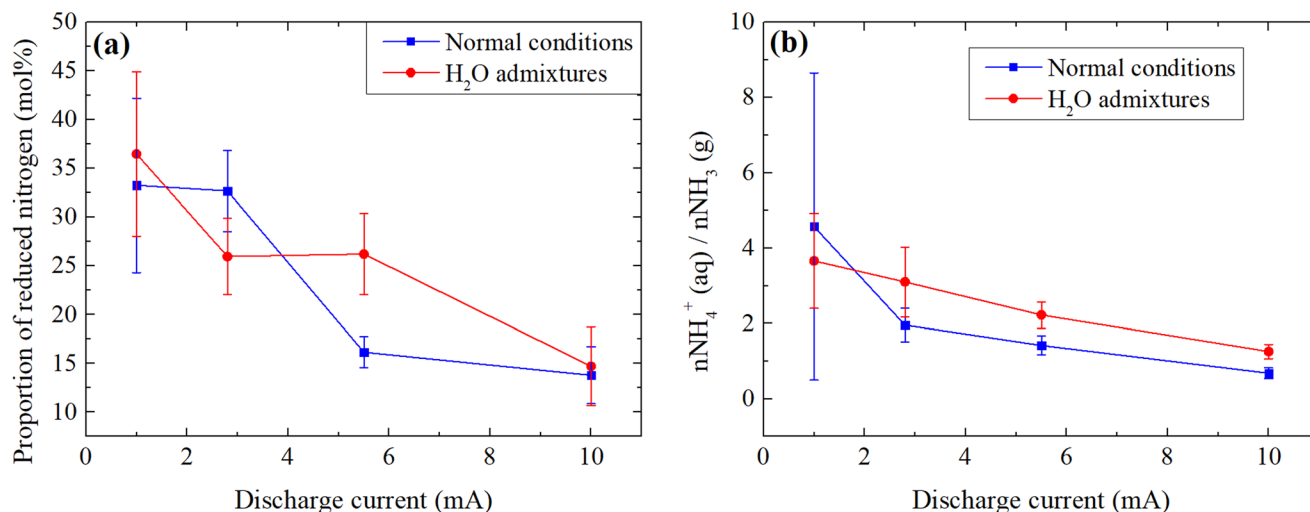 (a)
Normal conditions
H₂O admixtures
Proportion of reduced nitrogen (mol%)
50
45
40
35
30
25
20
15
10
0 2 4 6 8 10
Discharge current (mA)
(b)
Normal conditions
H₂O admixtures
nNH₄⁺ (aq) / nNH₃ (g)
10
8
6
4
2
0
0 2 4 6 8 10
Discharge current (mA)